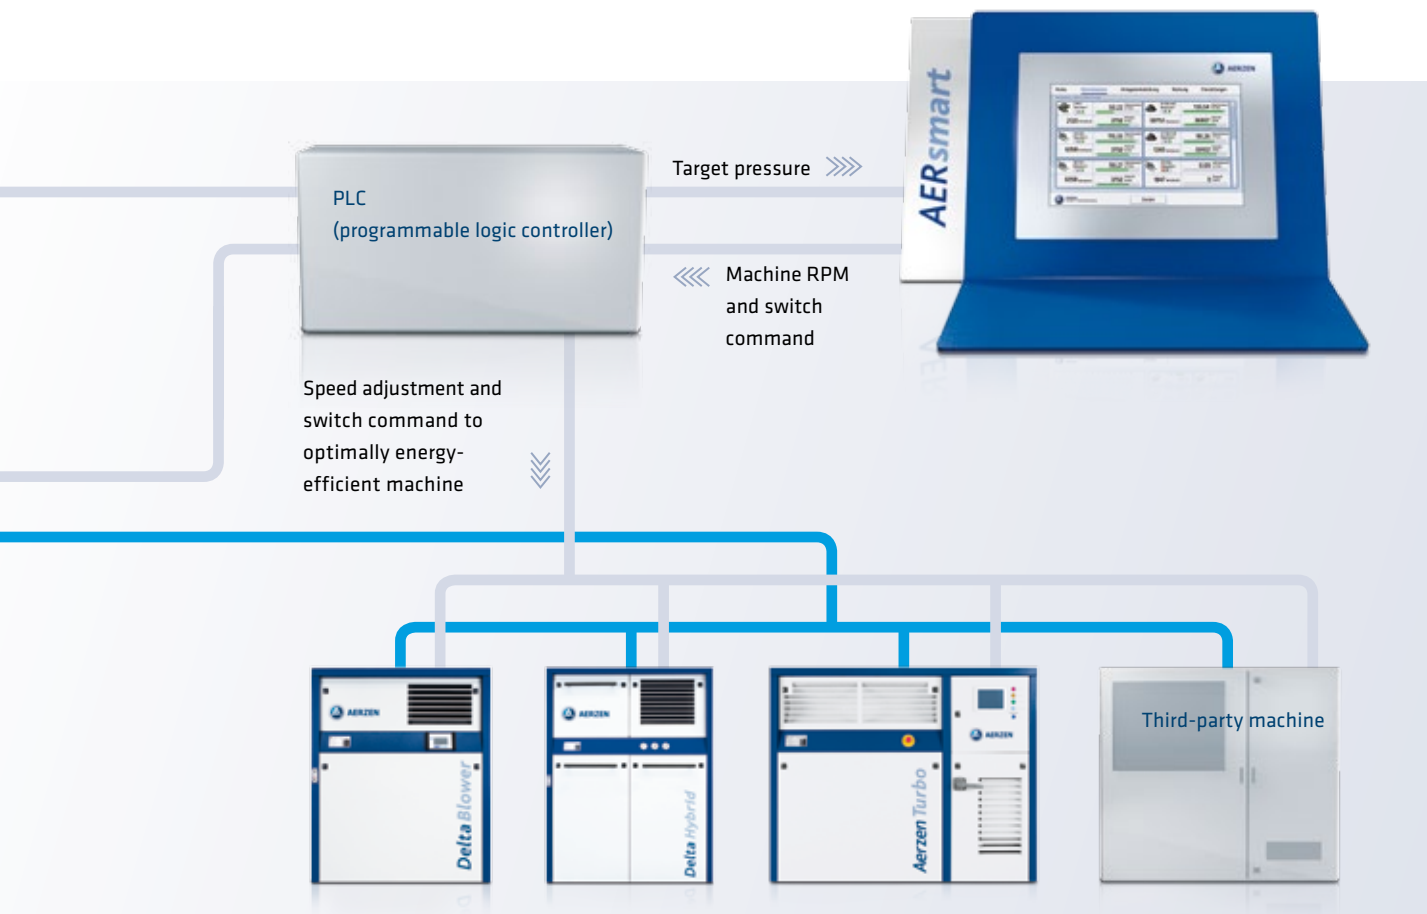 AERZEN
AERsmart
Target pressure
PLC
(programmable logic controller)
Machine RPM
and switch
command
Speed adjustment and
switch command to
optimally energy-
efficient machine
AERZEN
Delta Blower
AERZEN
Delta Hybrid
AERZEN
Aerzen Turbo
Third-party machine